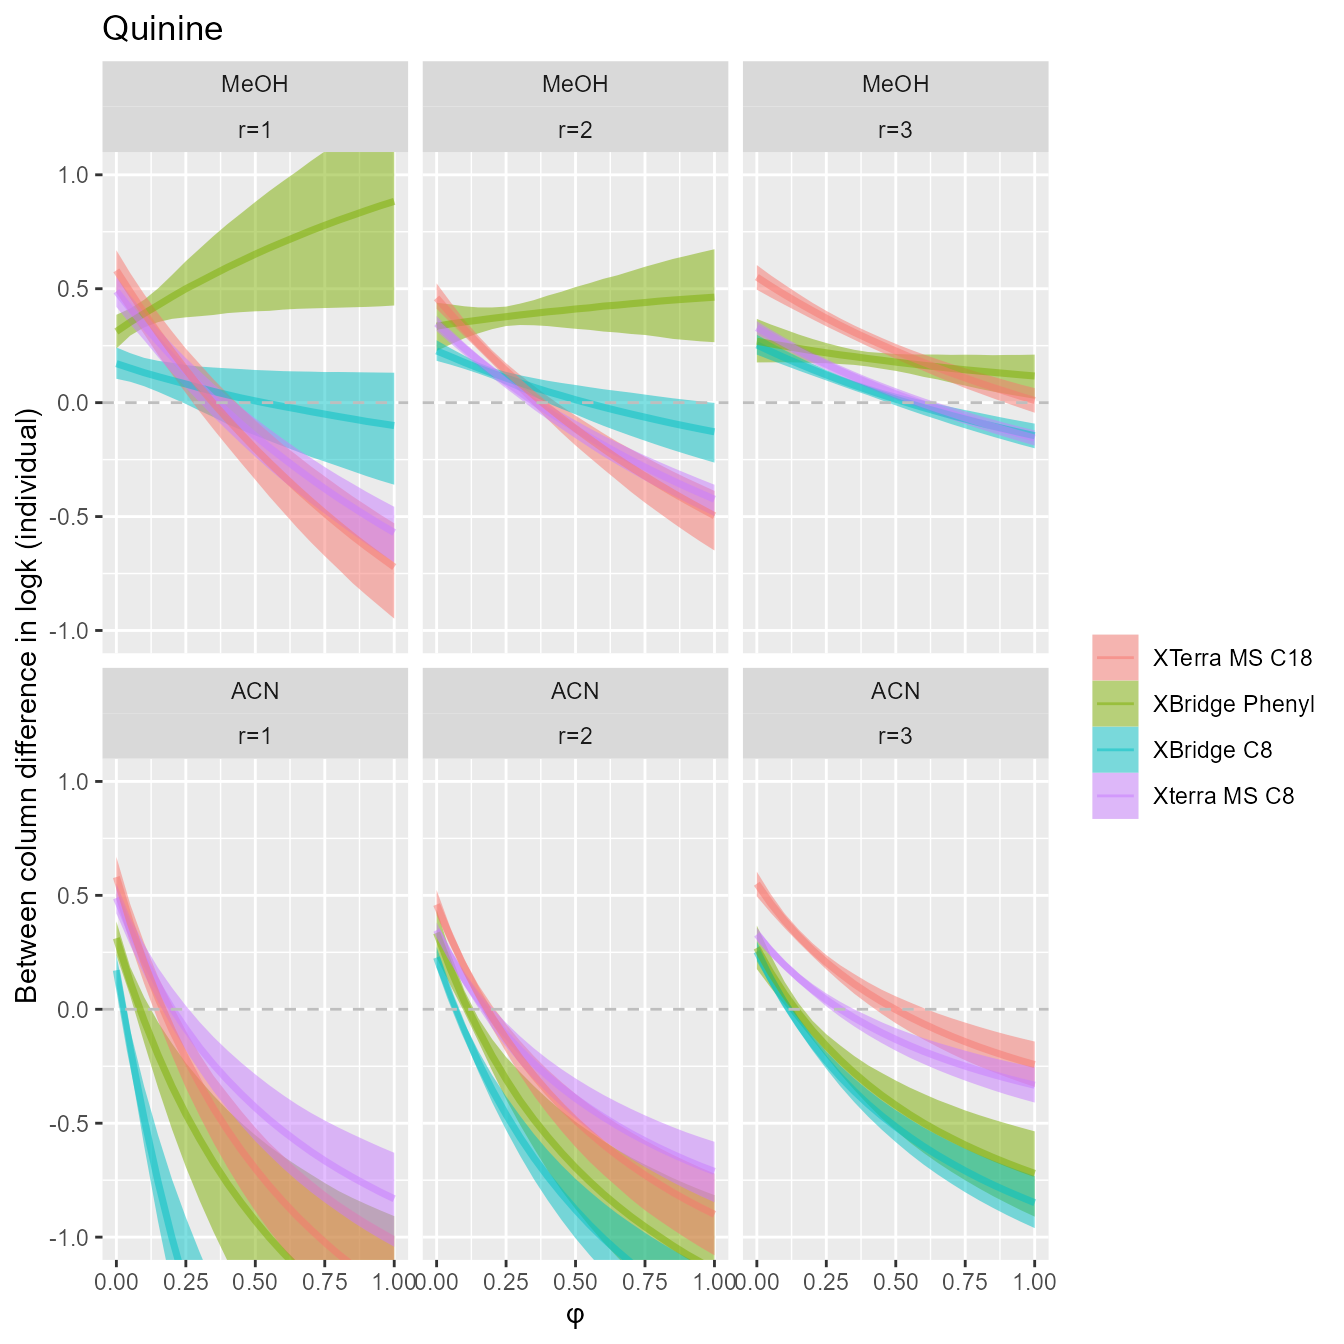 Quinine
MeOH MeOH MeOH
r=1 r=2 r=3
1.0
0.5
0.0
-0.5
-1.0
ACN ACN ACN
r=1 r=2 r=3
1.0
0.5
0.0
-0.5
-1.0
0.00 0.25 0.50 0.75 1.00 0.00 0.25 0.50 0.75 1.00 0.00 0.25 0.50 0.75 1.00
φ
Between column difference in logk (individual)
XTerra MS C18
XBridge Phenyl
XBridge C8
Xterra MS C8